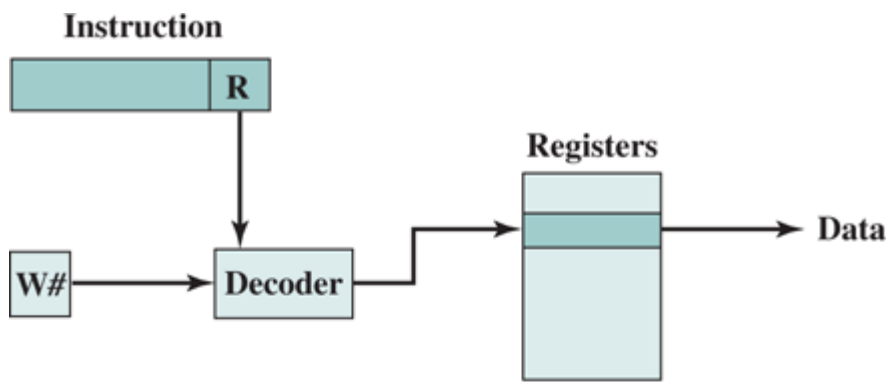 Instruction
R
Registers
Data
W#
Decoder